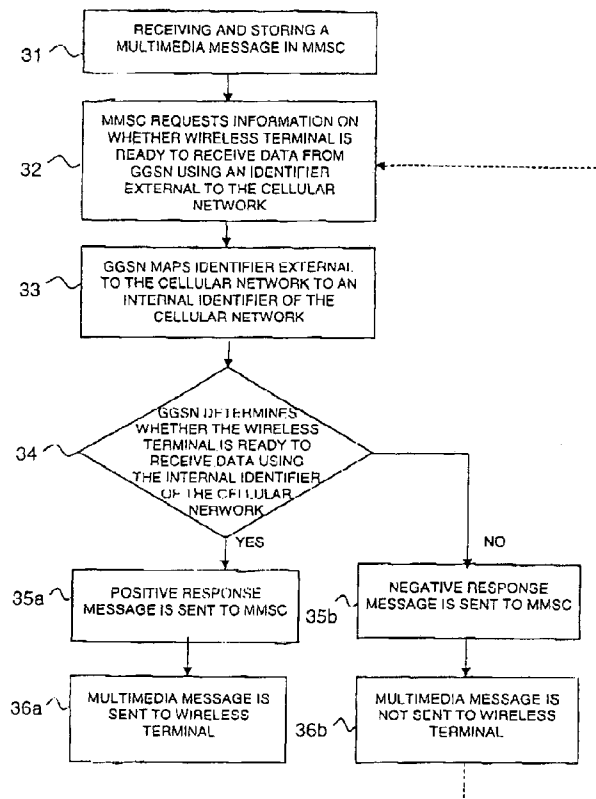 31
RECEIVING AND STORING A
MULTIMEDIA MESSAGE IN MMSC
32
MMSC REQUESTS INFORMATION ON
WHETHER WIRELESS TERMINAL IS
READY TO RECEIVE DATA FROM
GGSN USING AN IDENTIFIER
EXTERNAL TO THE CELLULAR
NETWORK
33
GGSN MAPS IDENTIFIER EXTERNAL
TO THE CELLULAR NETWORK TO AN
INTERNAL IDENTIFIER OF THE
CELLULAR NETWORK
34
GGSN DETERMINES
WHETHER THE WIRELESS
TERMINAL IS READY TO
RECEIVE DATA USING
THE INTERNAL IDENTIFIER
OF THE CELLULAR
NERWORK
YES
NO
35a
POSITIVE RESPONSE
MESSAGE IS SENT TO MMSC
35b
NEGATIVE RESPONSE
MESSAGE IS SENT TO MMSC
36a
MULTIMEDIA MESSAGE IS
SENT TO WIRELESS
TERMINAL
36b
MULTIMEDIA MESSAGE IS
NOT SENT TO WIRELESS
TERMINAL